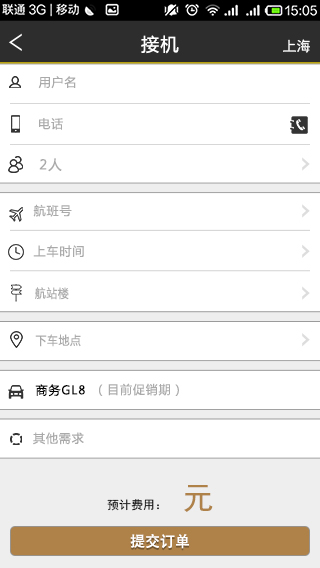 联通 3G | 移动 15:05
接机 上海
用户名
电话
2人
航班号
上车时间
航站楼
下车地点
商务GL8 （目前促销期）
其他需求
预计费用： 元
提交订单